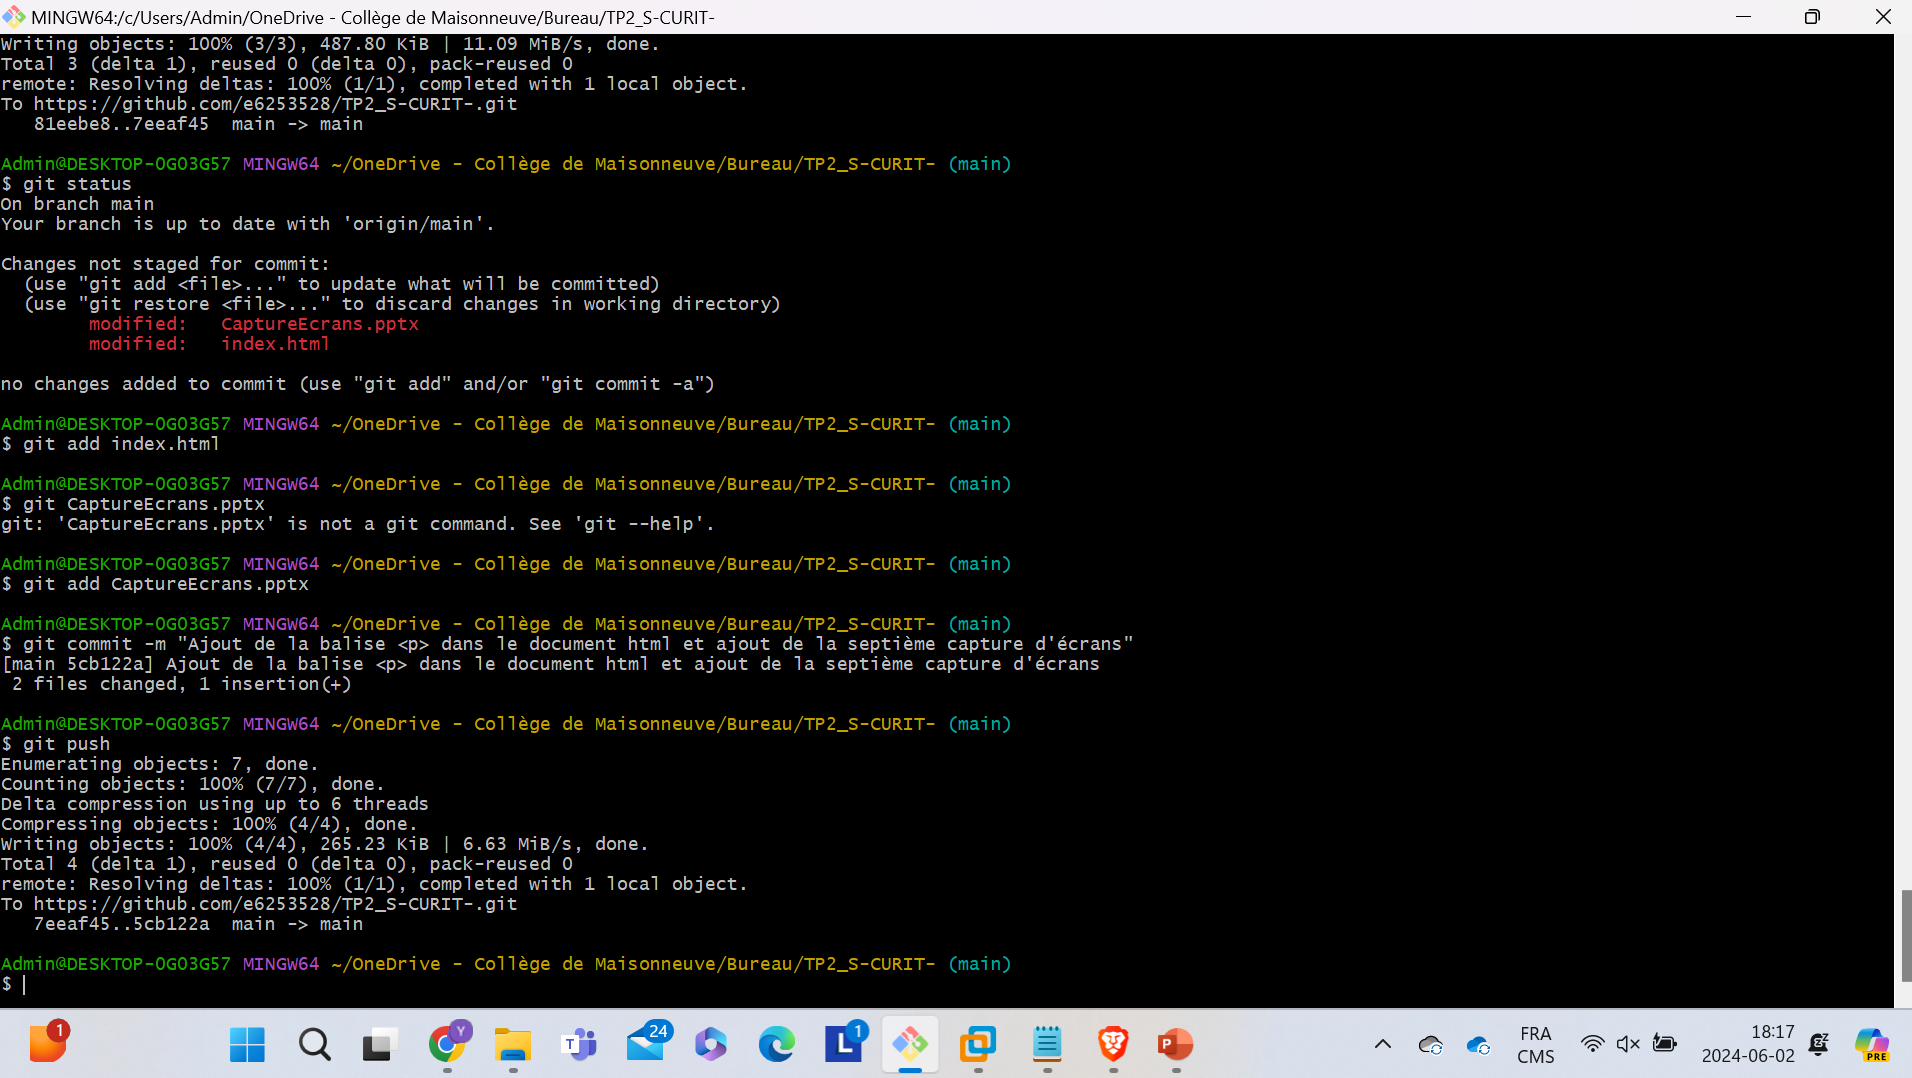 MINGW64:/c/Users/Admin/OneDrive - Collège de Maisonneuve/Bureau/TP2_S-CURIT-
Writing objects: 100% (3/3), 487.80 KiB | 11.09 MiB/s, done.
Total 3 (delta 1), reused 0 (delta 0), pack-reused 0
remote: Resolving deltas: 100% (1/1), completed with 1 local object.
To https://github.com/e6253528/TP2_S-CURIT-.git
   81eebe8..7eeaf45  main -> main
Admin@DESKTOP-0G03G57 MINGW64 ~/OneDrive - Collège de Maisonneuve/Bureau/TP2_S-CURIT- (main)
$ git status
On branch main
Your branch is up to date with 'origin/main'.
Changes not staged for commit:
  (use "git add <file>..." to update what will be committed)
  (use "git restore <file>..." to discard changes in working directory)
        modified:   CaptureEcrans.pptx
        modified:   index.html
no changes added to commit (use "git add" and/or "git commit -a")
Admin@DESKTOP-0G03G57 MINGW64 ~/OneDrive - Collège de Maisonneuve/Bureau/TP2_S-CURIT- (main)
$ git add index.html
Admin@DESKTOP-0G03G57 MINGW64 ~/OneDrive - Collège de Maisonneuve/Bureau/TP2_S-CURIT- (main)
$ git CaptureEcrans.pptx
git: 'CaptureEcrans.pptx' is not a git command. See 'git --help'.
Admin@DESKTOP-0G03G57 MINGW64 ~/OneDrive - Collège de Maisonneuve/Bureau/TP2_S-CURIT- (main)
$ git add CaptureEcrans.pptx
Admin@DESKTOP-0G03G57 MINGW64 ~/OneDrive - Collège de Maisonneuve/Bureau/TP2_S-CURIT- (main)
$ git commit -m "Ajout de la balise <p> dans le document html et ajout de la septième capture d'écrans"
[main 5cb122a] Ajout de la balise <p> dans le document html et ajout de la septième capture d'écrans
 2 files changed, 1 insertion(+)
Admin@DESKTOP-0G03G57 MINGW64 ~/OneDrive - Collège de Maisonneuve/Bureau/TP2_S-CURIT- (main)
$ git push
Enumerating objects: 7, done.
Counting objects: 100% (7/7), done.
Delta compression using up to 6 threads
Compressing objects: 100% (4/4), done.
Writing objects: 100% (4/4), 265.23 KiB | 6.63 MiB/s, done.
Total 4 (delta 1), reused 0 (delta 0), pack-reused 0
remote: Resolving deltas: 100% (1/1), completed with 1 local object.
To https://github.com/e6253528/TP2_S-CURIT-.git
   7eeaf45..5cb122a  main -> main
Admin@DESKTOP-0G03G57 MINGW64 ~/OneDrive - Collège de Maisonneuve/Bureau/TP2_S-CURIT- (main)
$
1
Y
T
24
L
1
P
FRA
CMS
18:17
2024-06-02
PRE